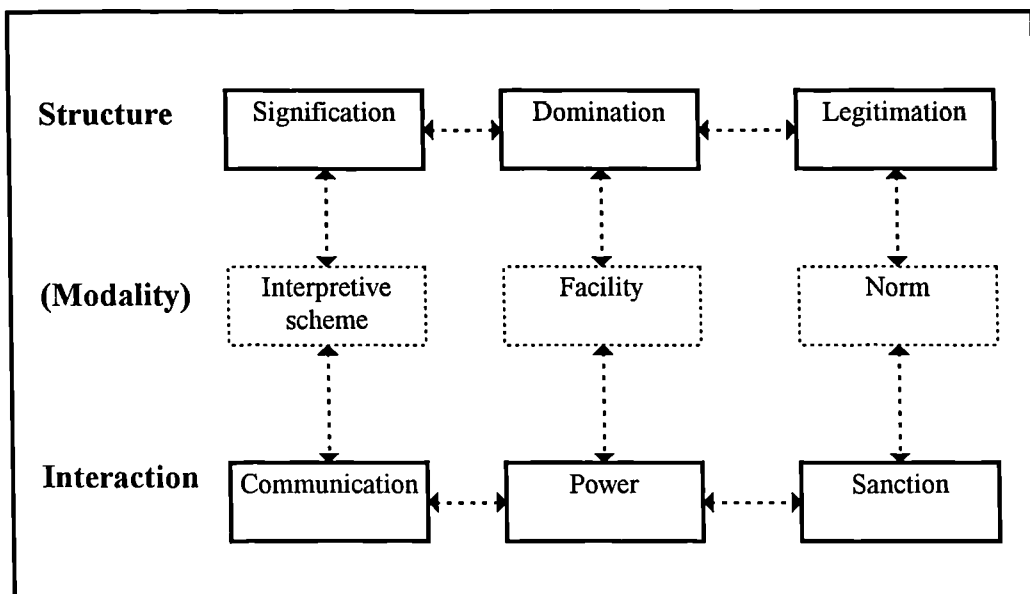 Structure
Signification
Domination
Legitimation
(Modality)
Interpretive
scheme
Facility
Norm
Interaction
Communication
Power
Sanction